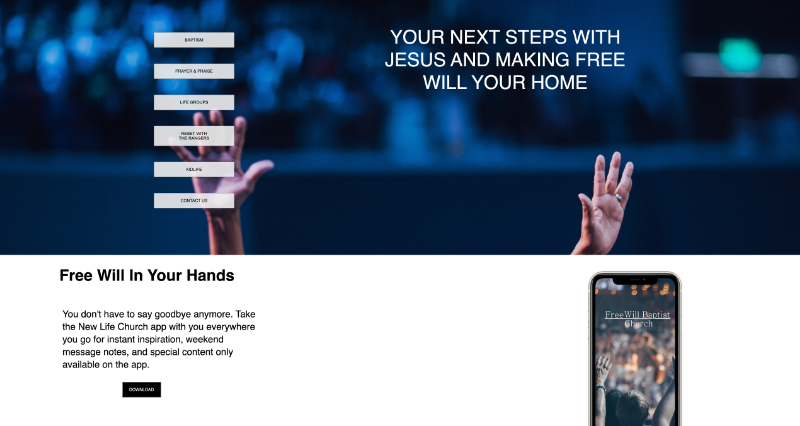 BAPTISM
PRAYER & PRAISE
LIFE GROUPS
RESET WITH
THE RANGERS
KIDLIFE
CONTACT US
YOUR NEXT STEPS WITH
JESUS AND MAKING FREE
WILL YOUR HOME
Free Will In Your Hands
You don't have to say goodbye anymore. Take
the New Life Church app with you everywhere
you go for instant inspiration, weekend
message notes, and special content only
available on the app.
DOWNLOAD
FreeWill Baptist
Church